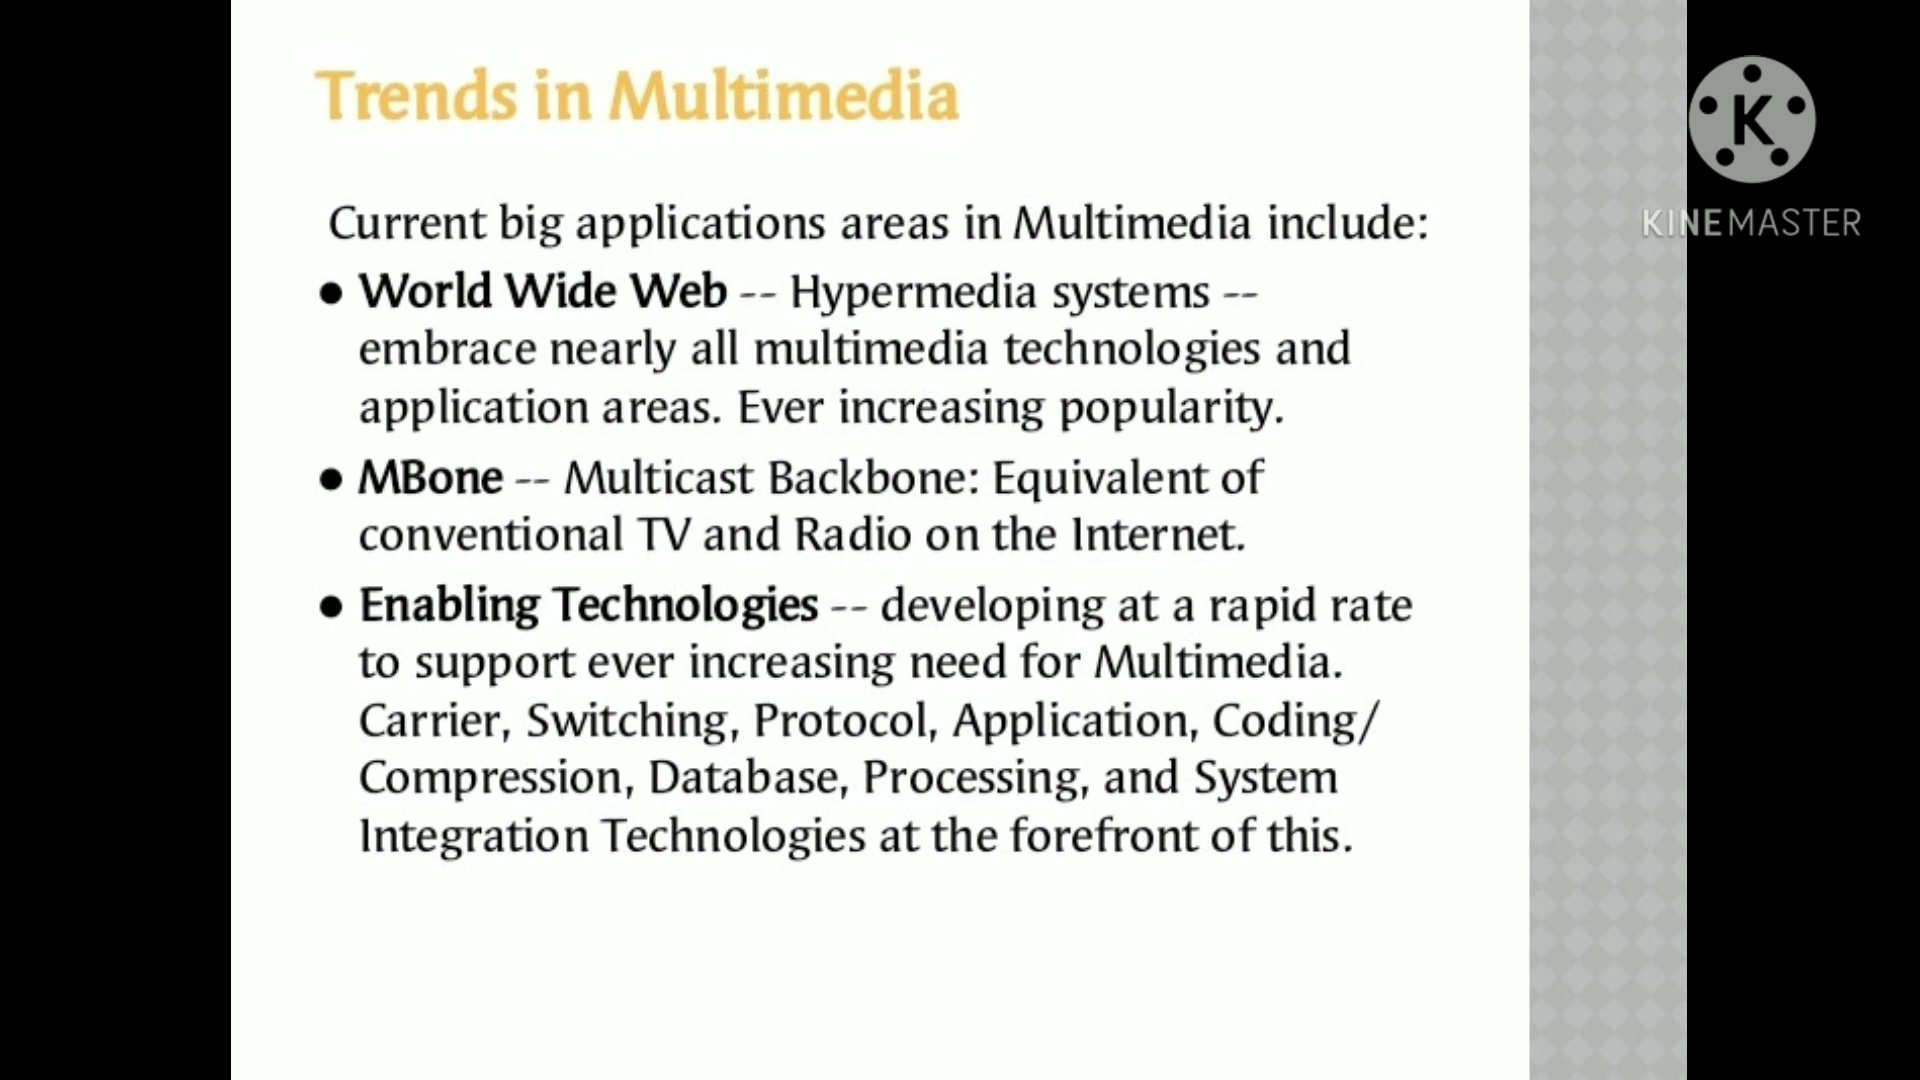 Trends in Multimedia
Current big applications areas in Multimedia include:
● World Wide Web -- Hypermedia systems --
embrace nearly all multimedia technologies and
application areas. Ever increasing popularity.
● MBone -- Multicast Backbone: Equivalent of
conventional TV and Radio on the Internet.
● Enabling Technologies -- developing at a rapid rate
to support ever increasing need for Multimedia.
Carrier, Switching, Protocol, Application, Coding/
Compression, Database, Processing, and System
Integration Technologies at the forefront of this.
K
KINEMASTER